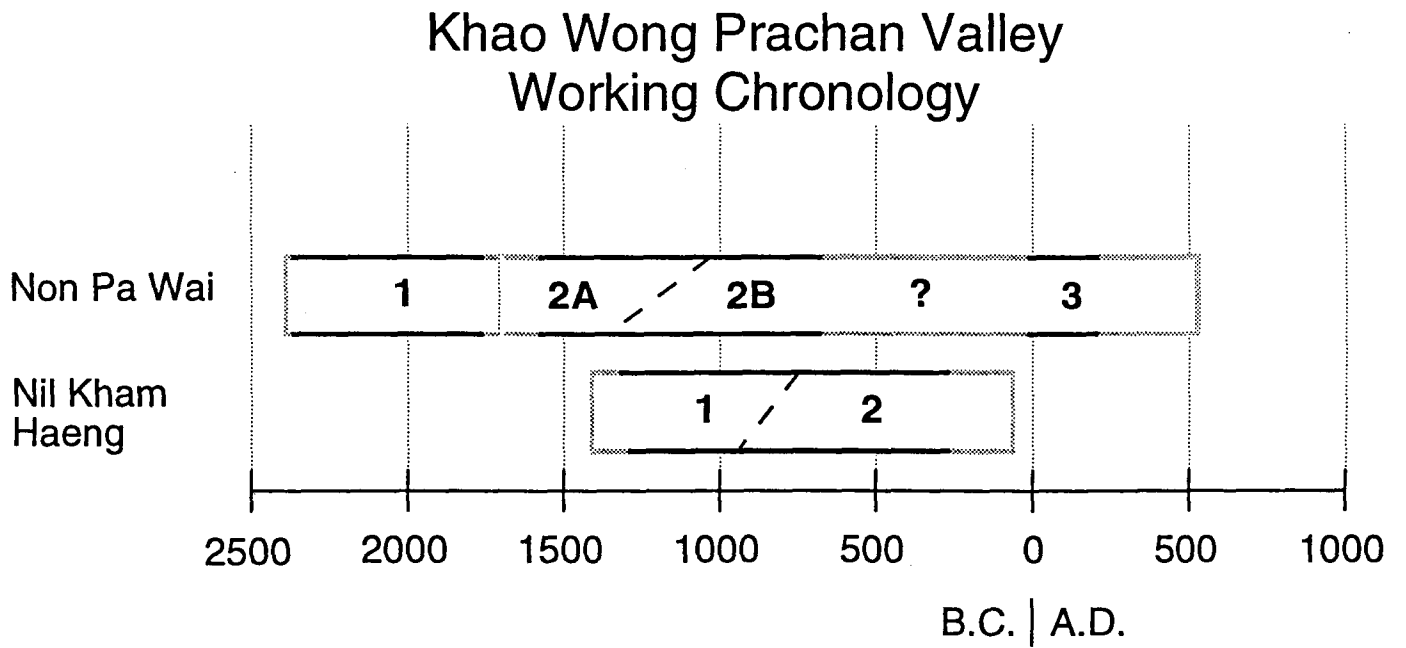 Khao Wong Prachan Valley
Working Chronology
Non Pa Wai
1 2A 2B ? 3
Nil Kham
Haeng
1 2
2500 2000 1500 1000 500 0 500 1000
B.C. | A.D.